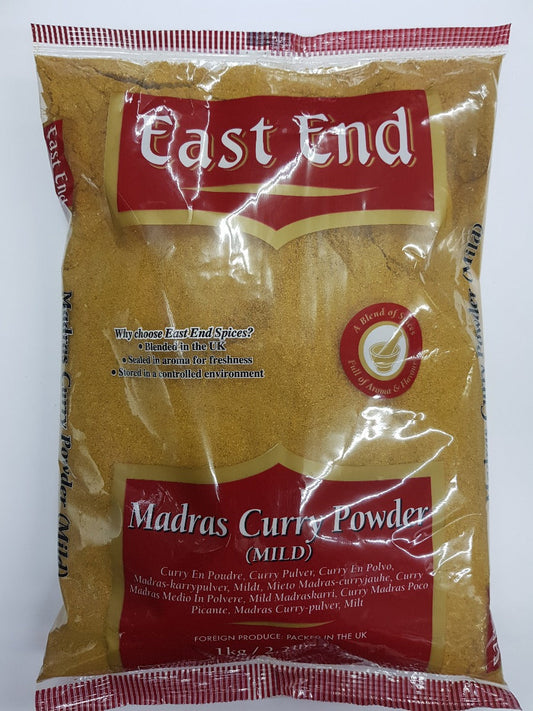 East End
East End
Why choose East End Spices?
• Blended in the UK
• Sealed in aroma for freshness
• Stored in a controlled environment
A Blend of Spices
Full of Aroma & Flavour
Madras Curry Powder (Mild)
Curry Powder (Mild)
Madras Curry Powder
(MILD)
Curry En Poudre, Curry Pulver, Curry En Polvo,
Madras-karrypulver, Mildt, Mieto Madras-curryjauhe, Curry
Madras Medio In Polvere, Mild Madraskarri, Curry Madras Poco
Picante, Madras Curry-pulver, Milt
FOREIGN PRODUCE: PACKED IN THE UK
1kg /